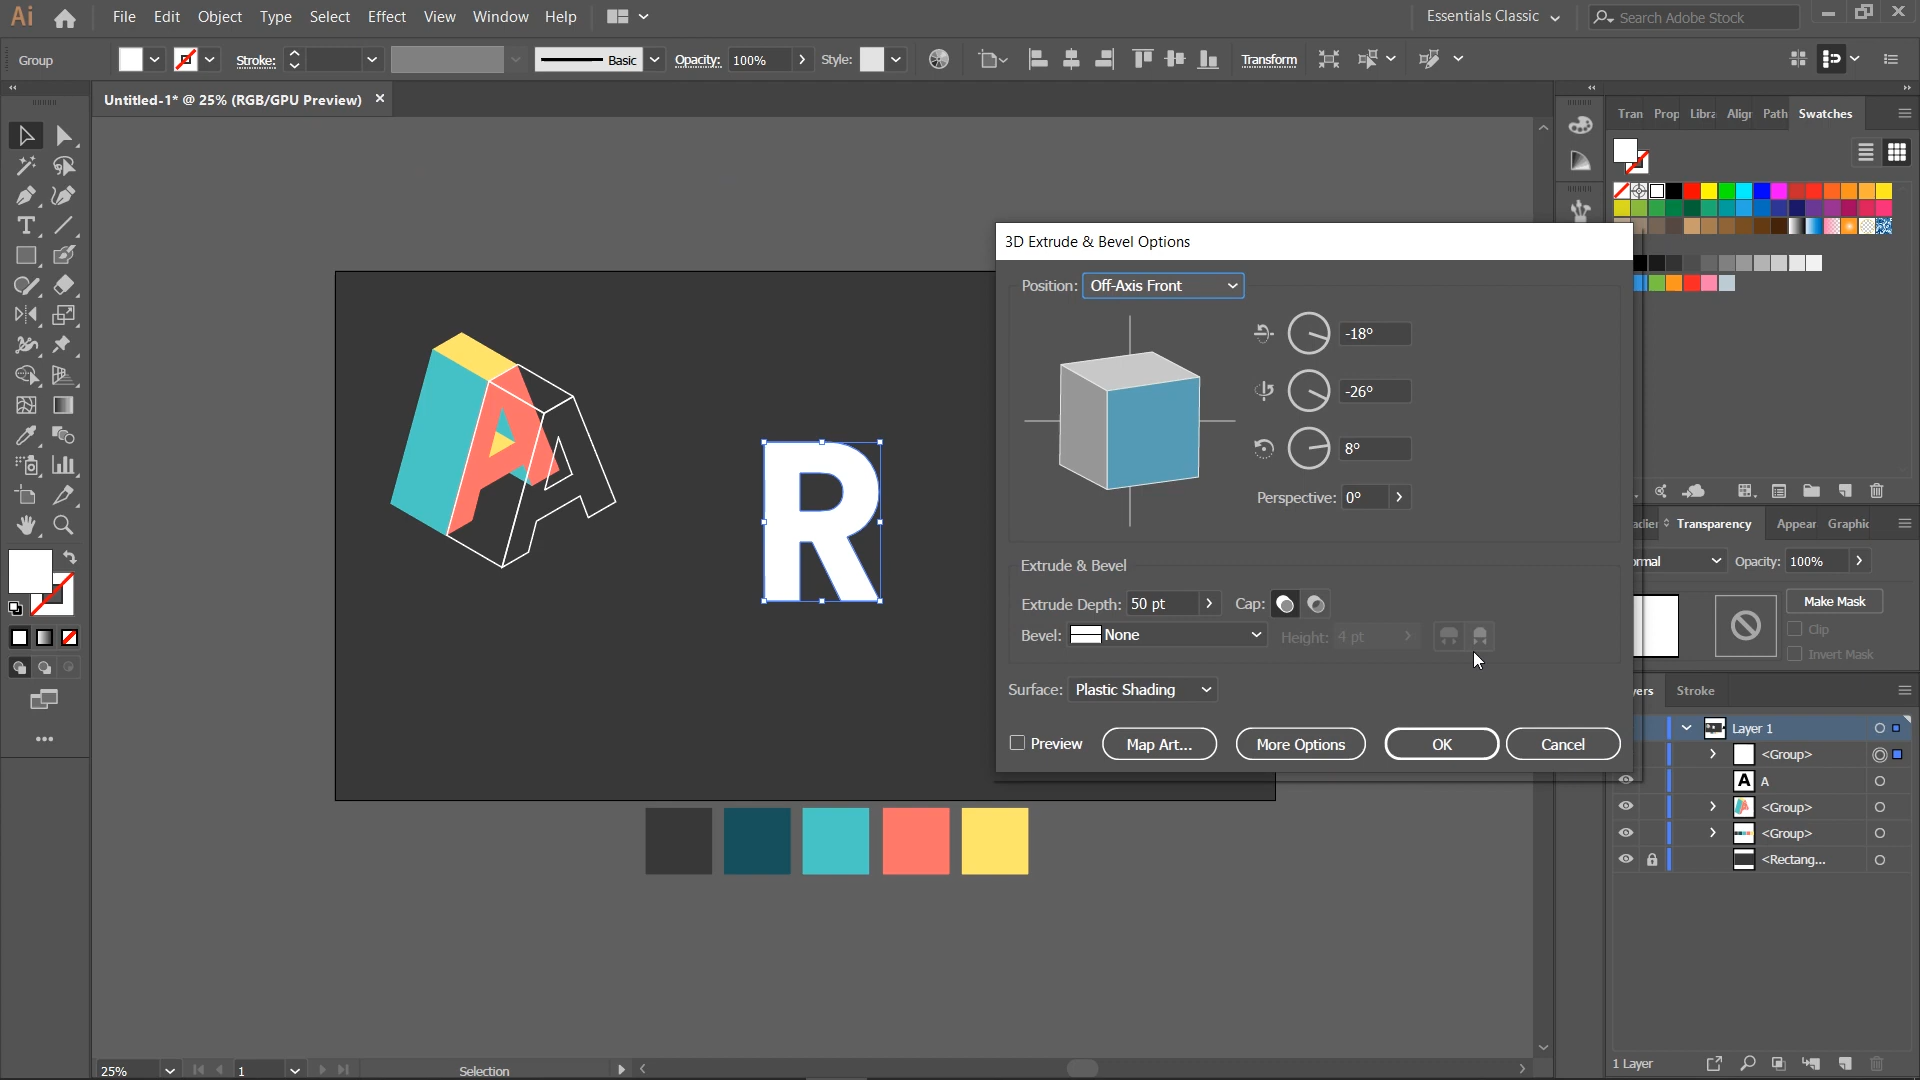 Ai File Edit Object Type Select Effect View Window Help Essentials Classic Search Adobe Stock
Group Stroke: Basic Opacity: 100% Style: Transform
Untitled-1* @ 25% (RGB/GPU Preview)
Tran Prop Libra Align Path Swatches
3D Extrude & Bevel Options
Position: Off-Axis Front
-18°
-26°
8°
Perspective: 0°
Extrude & Bevel
Extrude Depth: 50 pt Cap:
Bevel: None Height: 4 pt
Surface: Plastic Shading
Preview Map Art... More Options OK Cancel
A
R
Transparency Appear Graphic
Opacity: 100%
Make Mask
Clip
Invert Mask
Stroke
Layer 1
<Group>
A A
<Group>
<Group>
<Rectang...
1 Layer
25% 1 Selection